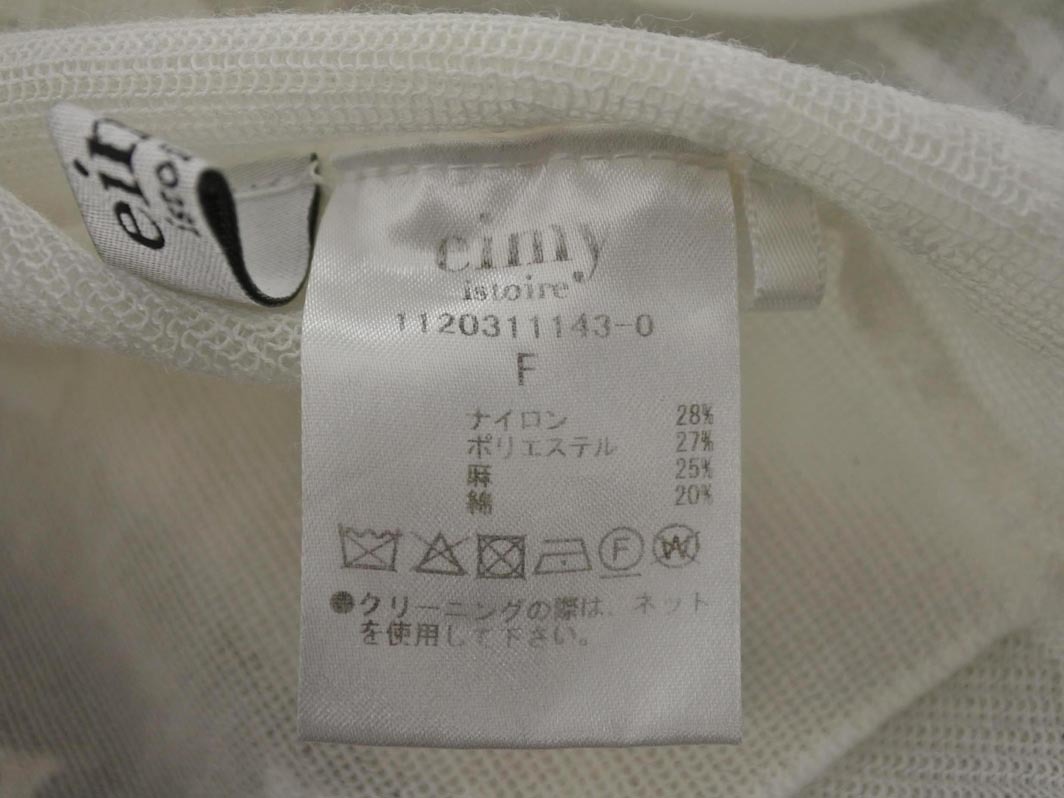 eim
isto
eimy
istoire
1120311143-0
F
ナイロン 28%
ポリエステル 27%
麻 25%
綿 20%
F W
●クリーニングの際は、ネット
を使用して下さい。